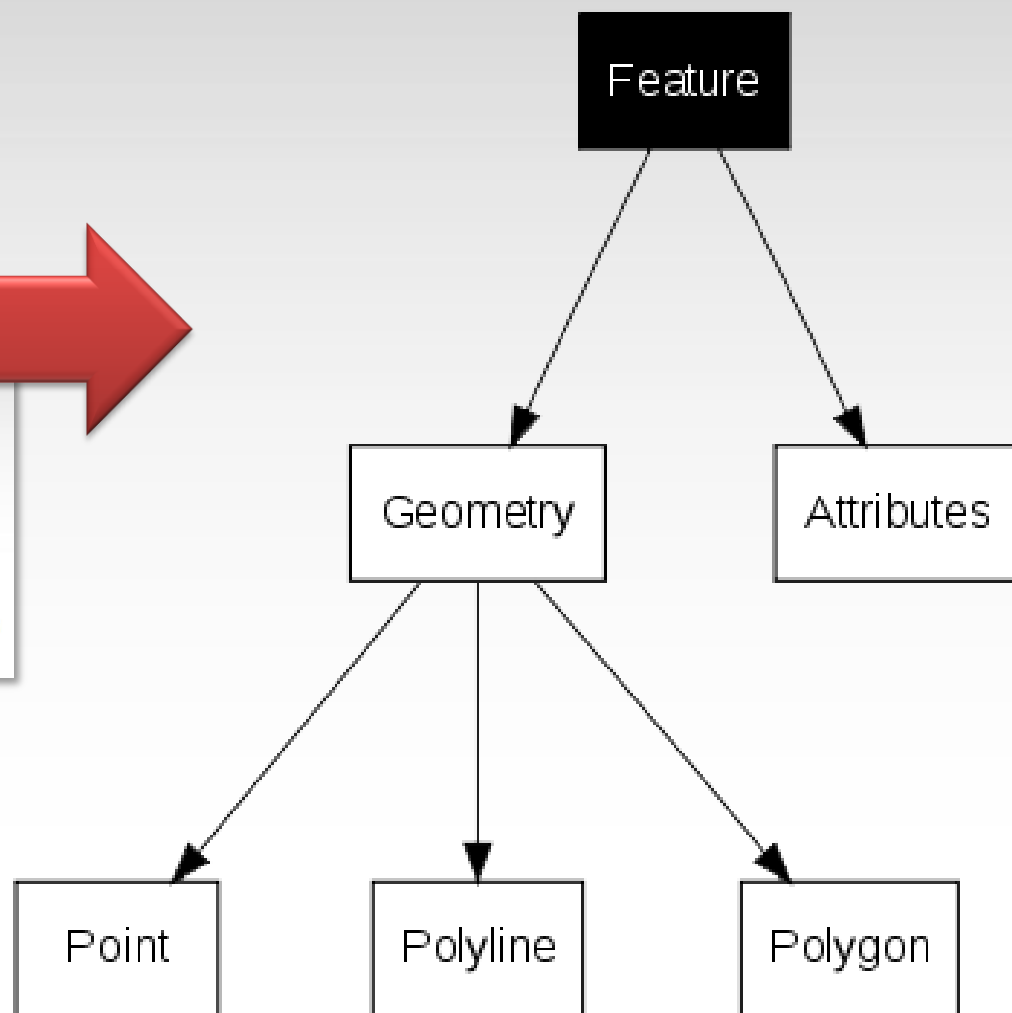 Feature
Geometry
Attributes
Point
Polyline
Polygon